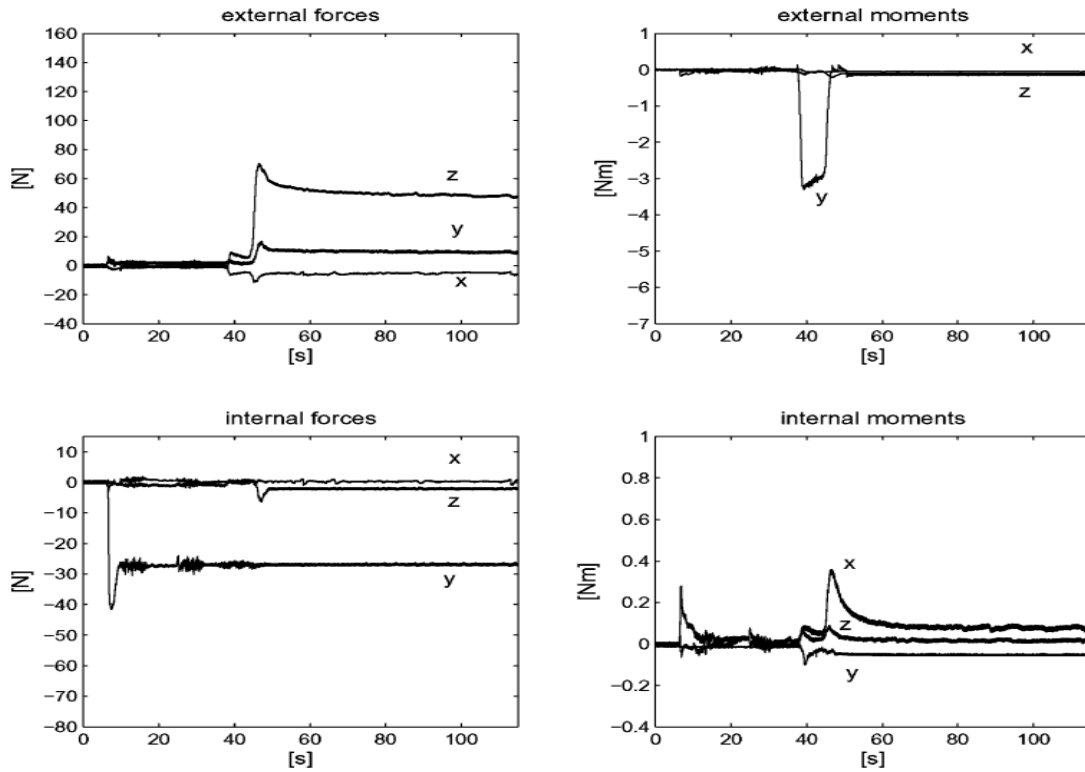 external forces
160
140
120
100
80
60
40
20
0
−20
−40
[N]
z
y
x
0 20 40 60 80 100
[s]
external moments
1
0
−1
−2
−3
−4
−5
−6
−7
[Nm]
x
z
y
0 20 40 60 80 100
[s]
internal forces
10
0
−10
−20
−30
−40
−50
−60
−70
−80
[N]
x
z
y
0 20 40 60 80 100
[s]
internal moments
1
0.8
0.6
0.4
0.2
0
−0.2
−0.4
[Nm]
x
z
y
0 20 40 60 80 100
[s]